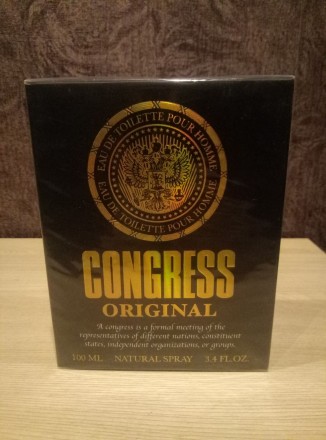 EAU DE TOILETTE POUR HOMME
EAU DE TOILETTE POUR HOMME
CONGRESS
ORIGINAL
A congress is a formal meeting of the
representatives of different nations, constituent
states, independent organizations, or groups.
100 ML NATURAL SPRAY 3.4 FL.OZ.